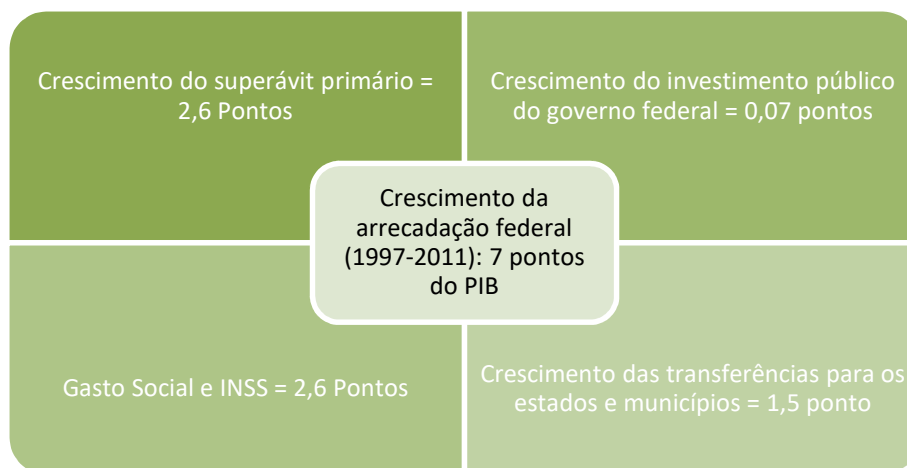 Crescimento do superávit primário =
2,6 Pontos
Crescimento do investimento público
do governo federal = 0,07 pontos
Crescimento da
arrecadação federal
(1997-2011): 7 pontos
do PIB
Gasto Social e INSS = 2,6 Pontos
Crescimento das transferências para os
estados e municípios = 1,5 ponto